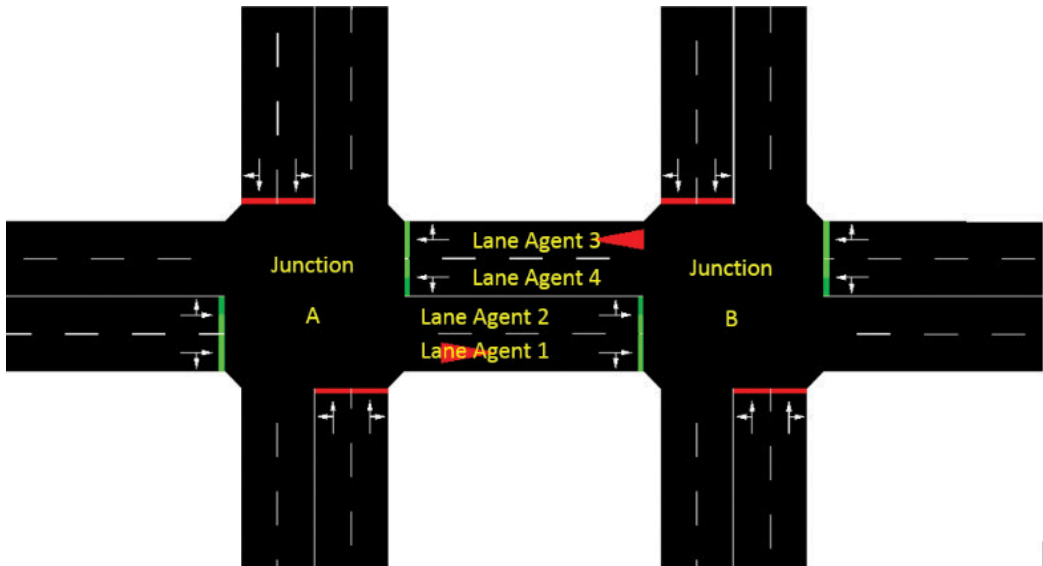 Lane Agent 3
Lane Agent 4
Junction
A
Junction
B
Lane Agent 2
Lane Agent 1